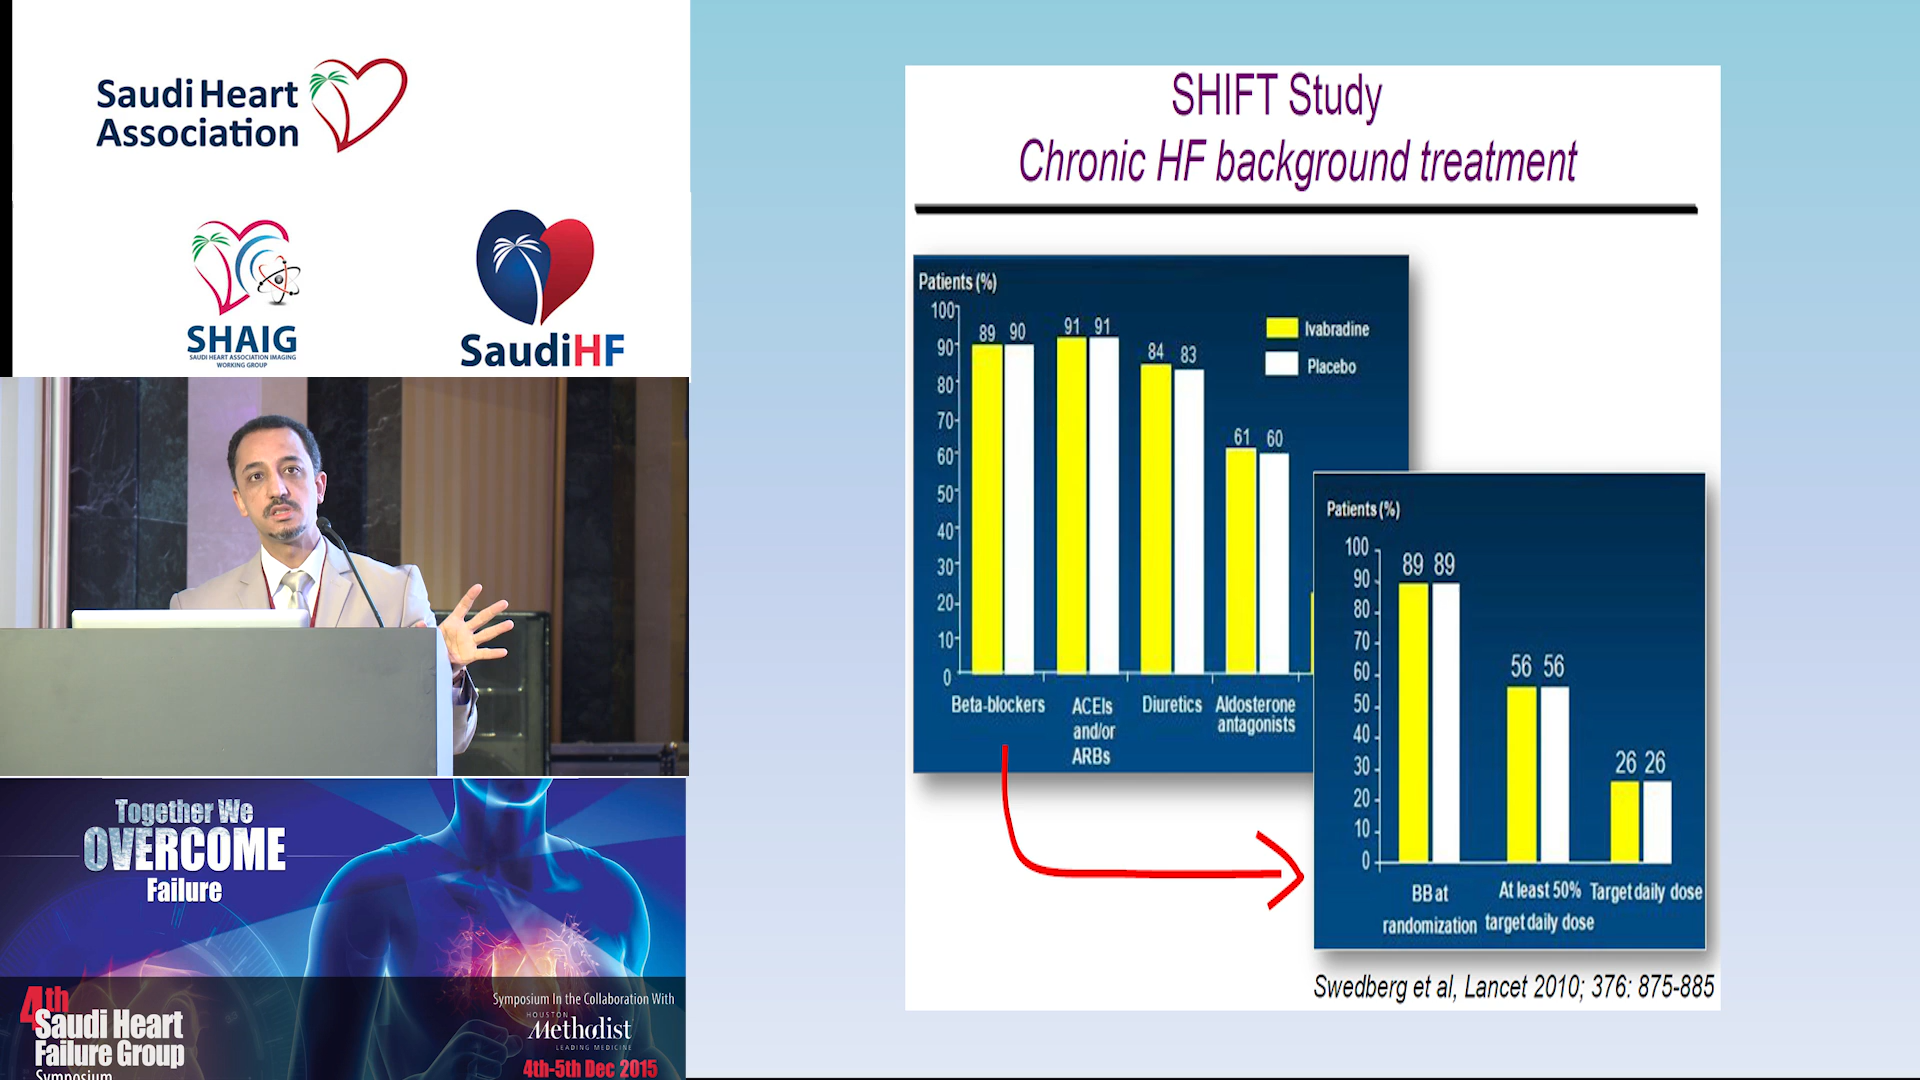 Saudi Heart
Association
SHAIG
SAUDI HEART ASSOCIATION IMAGING
WORKING GROUP
SaudiHF
Together We
OVERCOME
Failure
4th
Saudi Heart
Failure Group
Symposium
Symposium In the Collaboration With
HOUSTON
Methodist
LEADING MEDICINE
4th-5th Dec 2015
SHIFT Study
Chronic HF background treatment
Patients (%)
100
90
80
70
60
50
40
30
20
10
0
89 90
91 91
84 83
61 60
Ivabradine
Placebo
Beta-blockers
ACEIs
and/or
ARBs
Diuretics
Aldosterone
antagonists
Patients (%)
100
90
80
70
60
50
40
30
20
10
0
89 89
56 56
26 26
BB at
randomization
At least 50%
target daily dose
Target daily dose
Swedberg et al, Lancet 2010; 376: 875-885